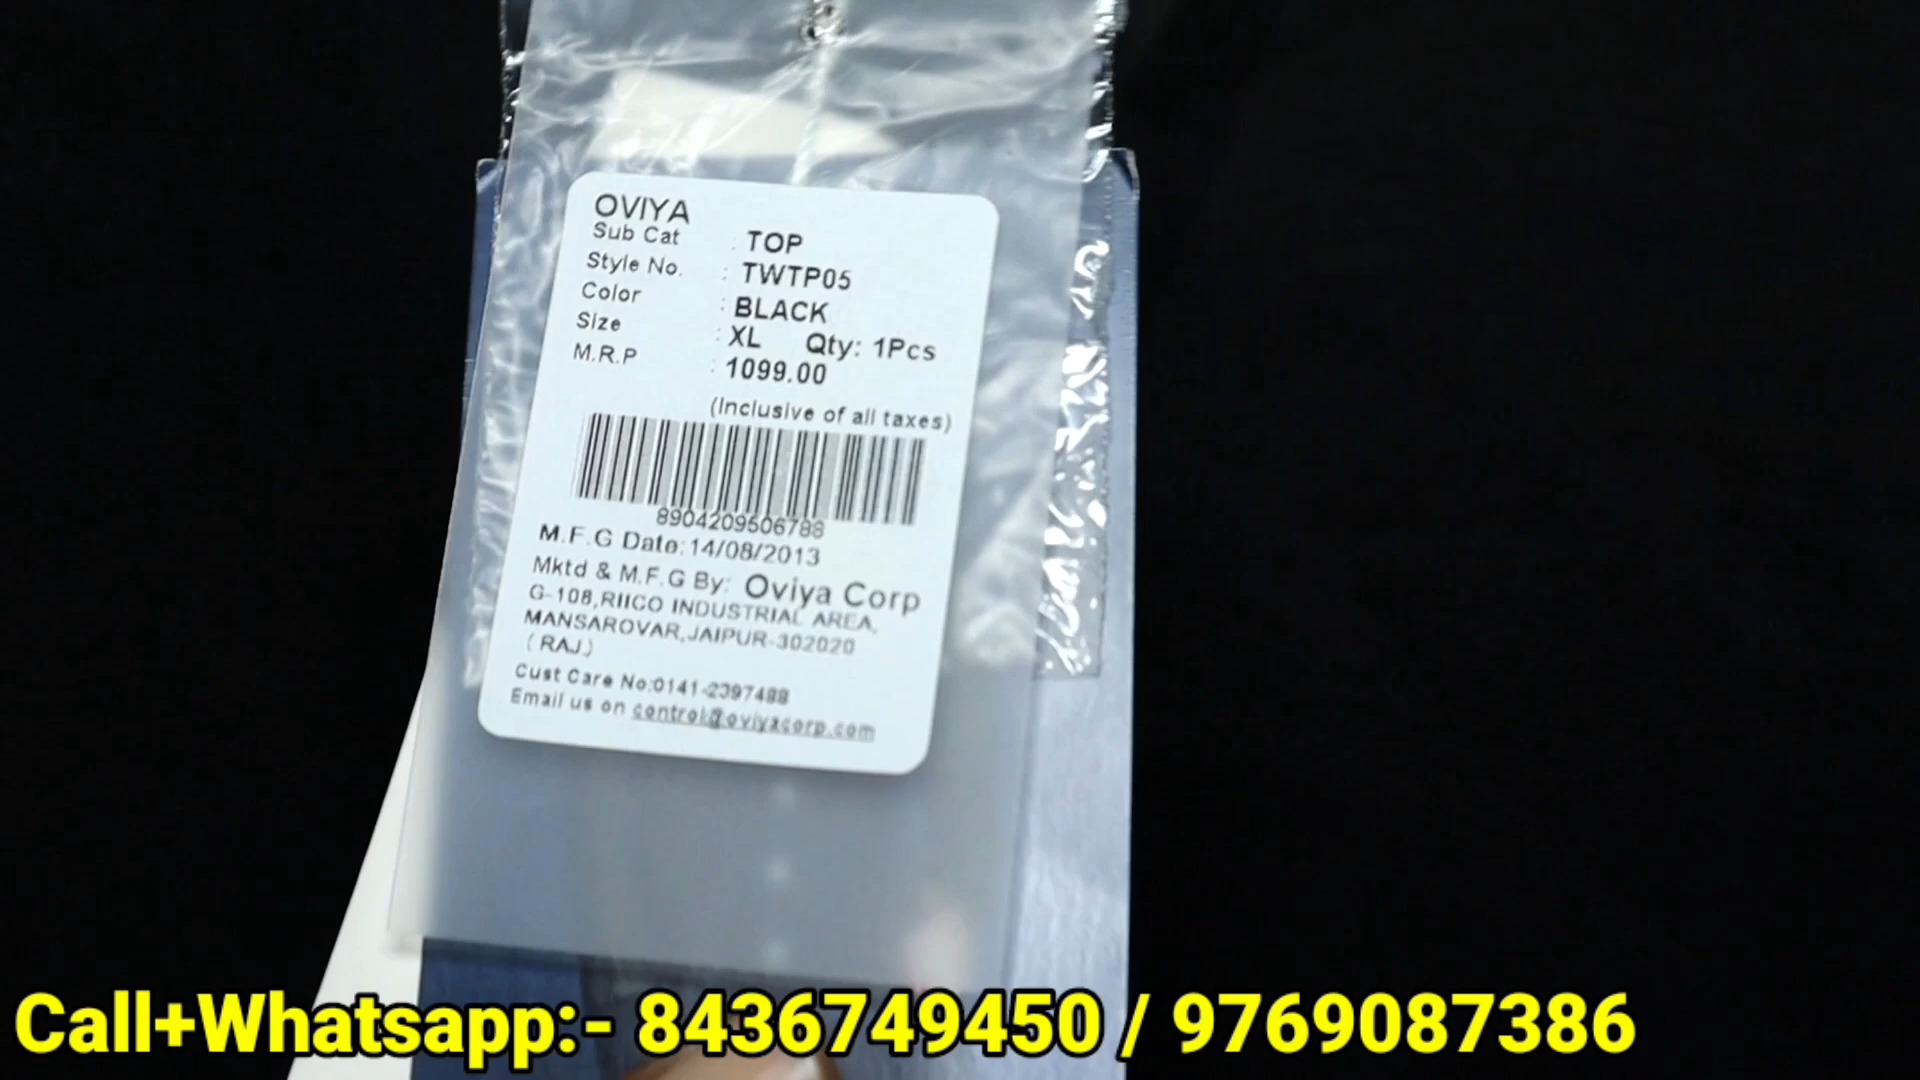 OVIYA
Sub Cat : TOP
Style No. : TWTP05
Color : BLACK
Size : XL Qty: 1Pcs
M.R.P : 1099.00
(Inclusive of all taxes)
8904209506788
M.F.G Date:14/08/2013
Mktd & M.F.G By: Oviya Corp
G-108,RIICO INDUSTRIAL AREA,
MANSAROVAR,JAIPUR-302020
( RAJ.)
Cust Care No:0141-2397488
Email us on control@oviyacorp.com
Call+Whatsapp:- 8436749450 / 9769087386